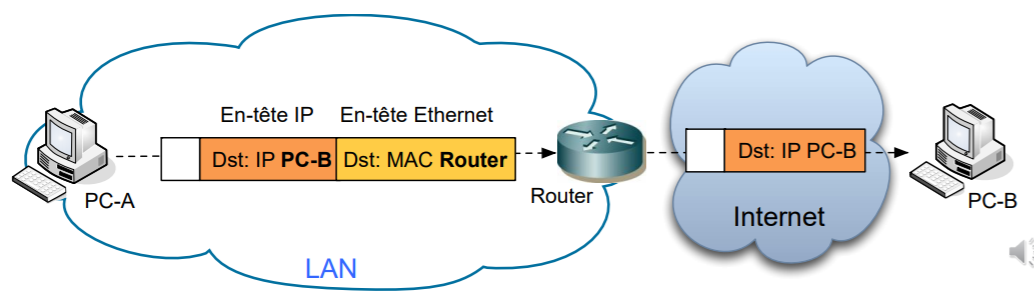 En-tête IP En-tête Ethernet
Dst: IP PC-B Dst: MAC Router
Dst: IP PC-B
PC-A
Router
Internet
PC-B
LAN